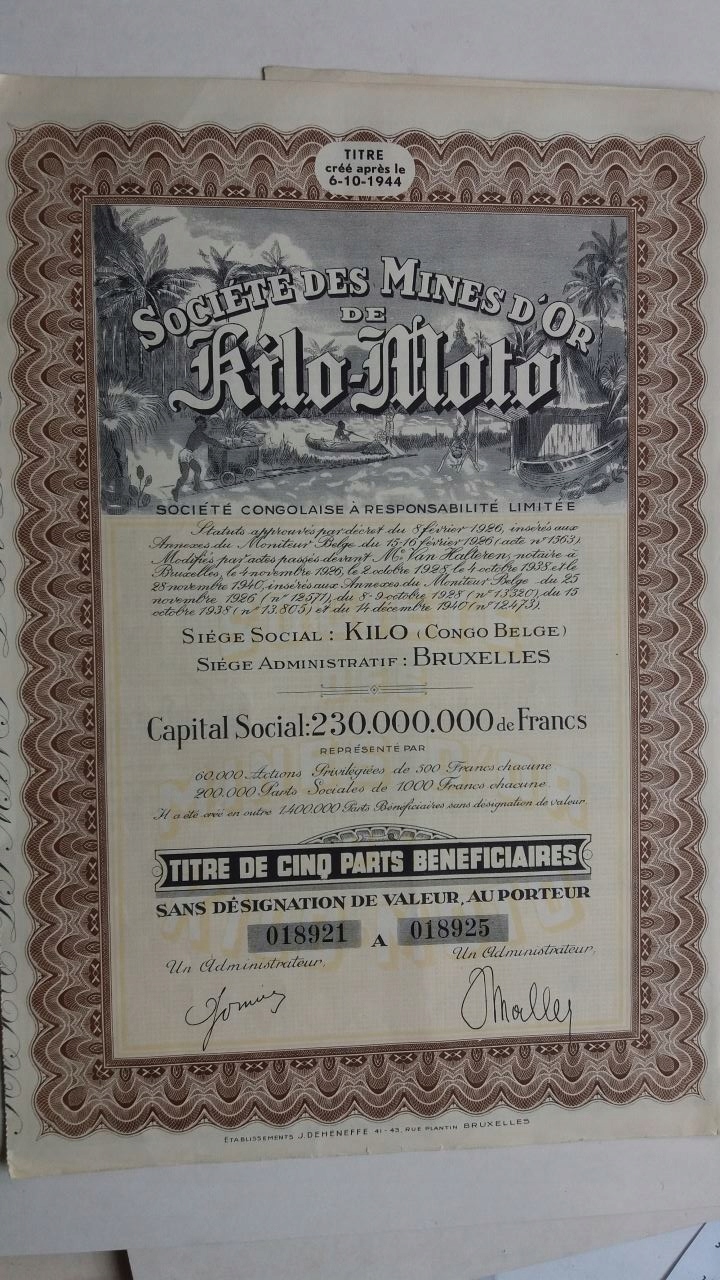 TITRE
créé après le
6-10-1944
SOCIÉTÉ DES MINES D'OR
DE
Kilo-Moto
SOCIÉTÉ CONGOLAISE À RESPONSABILITÉ LIMITÉE
Statuts approuvés par décret du 8 février 1926, insérés aux
Annexes du Moniteur Belge du 15-16 février 1926 (acte n° 1363)
Modifiés par actes passés devant Me Van Halteren, notaire à
Bruxelles, le 4 novembre 1926, le 2 octobre 1928, le 4 octobre 1938 et le
28 novembre 1940, insérés aux Annexes du Moniteur Belge du 25
novembre 1926 (n° 12571), du 8-9 octobre 1928 (n° 13320), du 15
octobre 1938 (n° 13.805) et du 14 décembre 1940 (n° 12.473).
SIÉGE SOCIAL : KILO (CONGO BELGE)
SIÉGE ADMINISTRATIF : BRUXELLES
Capital Social: 230.000.000 de Francs
REPRÉSENTÉ PAR
60.000 Actions Privilégiées de 500 Francs chacune
200.000 Parts Sociales de 1000 Francs chacune
Il a été créé en outre 1.400.000 Parts Bénéficiaires sans désignation de valeur.
TITRE DE CINQ PARTS BENEFICIAIRES
SANS DÉSIGNATION DE VALEUR, AU PORTEUR
018921 A 018925
Un Administrateur, Un Administrateur,
ETABLISSEMENTS J. DEHENEFFE 41-43, RUE PLANTIN BRUXELLES